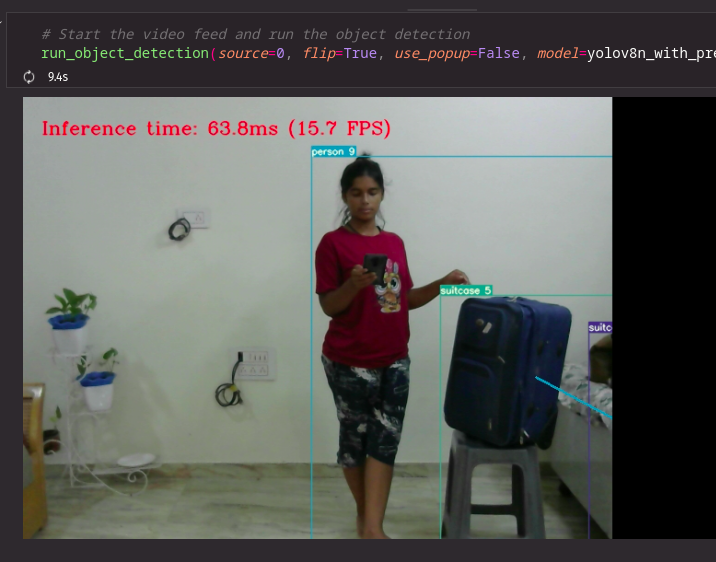 # Start the video feed and run the object detection
run_object_detection(source=0, flip=True, use_popup=False, model=yolov8n_with_pre
9.4s
Inference time: 63.8ms (15.7 FPS)
person 9
suitcase 5
suitc